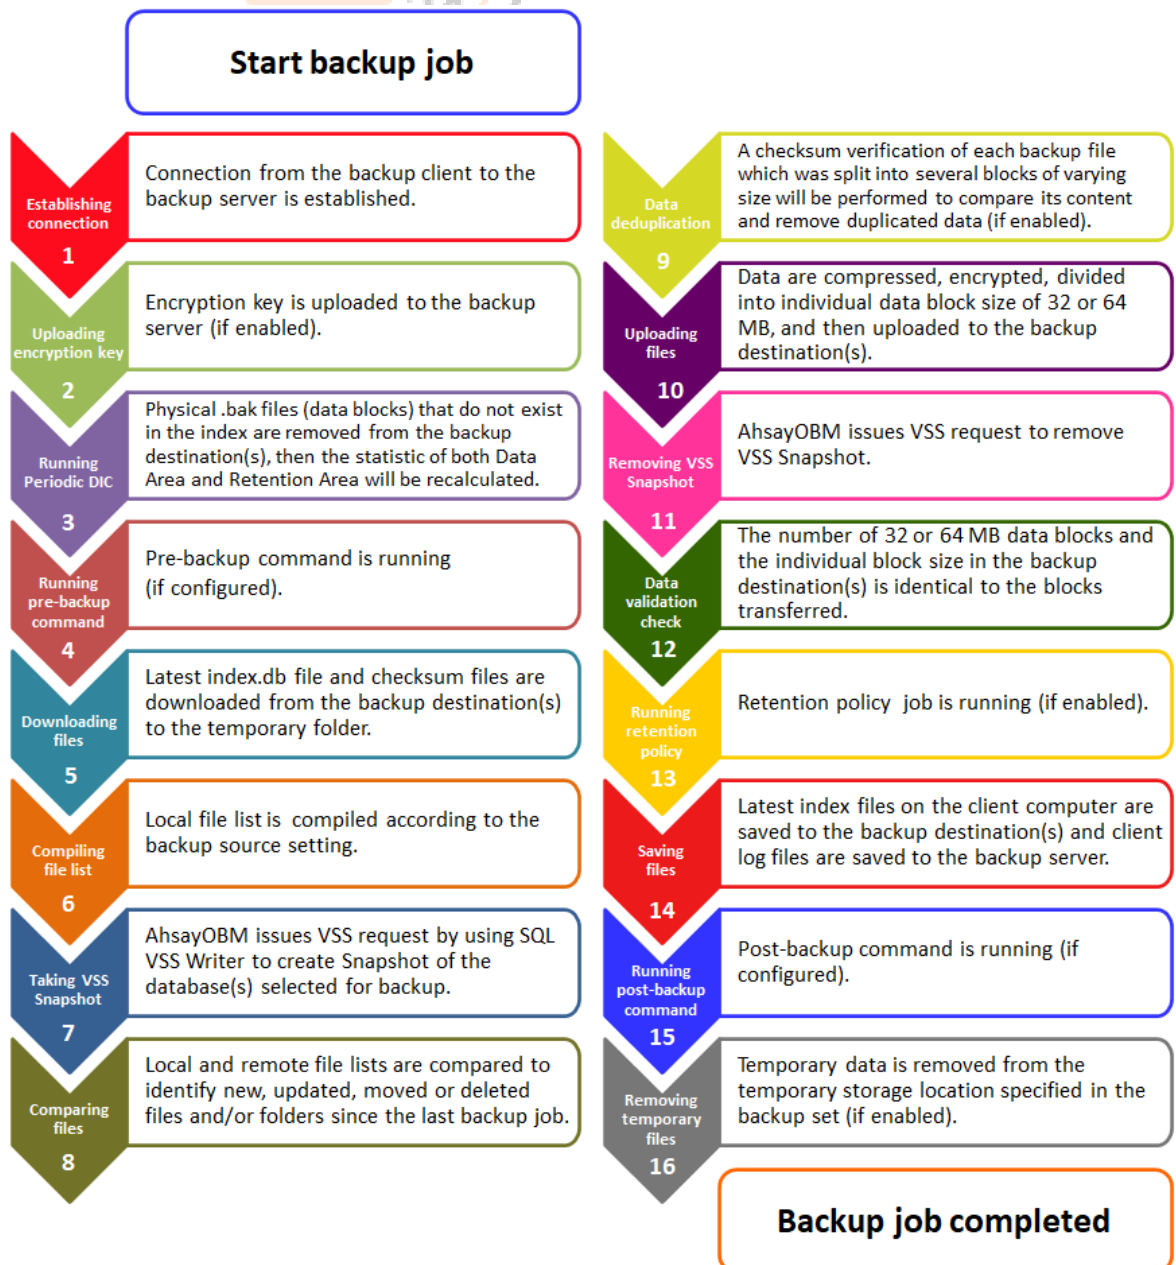 Start backup job
Establishing
connection
1
Connection from the backup client to the
backup server is established.
Uploading
encryption key
2
Encryption key is uploaded to the backup
server (if enabled).
Running
Periodic DIC
3
Physical .bak files (data blocks) that do not exist
in the index are removed from the backup
destination(s), then the statistic of both Data
Area and Retention Area will be recalculated.
Running
pre-backup
command
4
Pre-backup command is running
(if configured).
Downloading
files
5
Latest index.db file and checksum files are
downloaded from the backup destination(s)
to the temporary folder.
Compiling
file list
6
Local file list is compiled according to the
backup source setting.
Taking VSS
Snapshot
7
AhsayOBM issues VSS request by using SQL
VSS Writer to create Snapshot of the
database(s) selected for backup.
Comparing
files
8
Local and remote file lists are compared to
identify new, updated, moved or deleted
files and/or folders since the last backup job.
Data
deduplication
9
A checksum verification of each backup file
which was split into several blocks of varying
size will be performed to compare its content
and remove duplicated data (if enabled).
Uploading
files
10
Data are compressed, encrypted, divided
into individual data block size of 32 or 64
MB, and then uploaded to the backup
destination(s).
Removing VSS
Snapshot
11
AhsayOBM issues VSS request to remove
VSS Snapshot.
Data
validation
check
12
The number of 32 or 64 MB data blocks and
the individual block size in the backup
destination(s) is identical to the blocks
transferred.
Running
retention
policy
13
Retention policy job is running (if enabled).
Saving
files
14
Latest index files on the client computer are
saved to the backup destination(s) and client
log files are saved to the backup server.
Running
post-backup
command
15
Post-backup command is running (if
configured).
Removing
temporary
files
16
Temporary data is removed from the
temporary storage location specified in the
backup set (if enabled).
Backup job completed